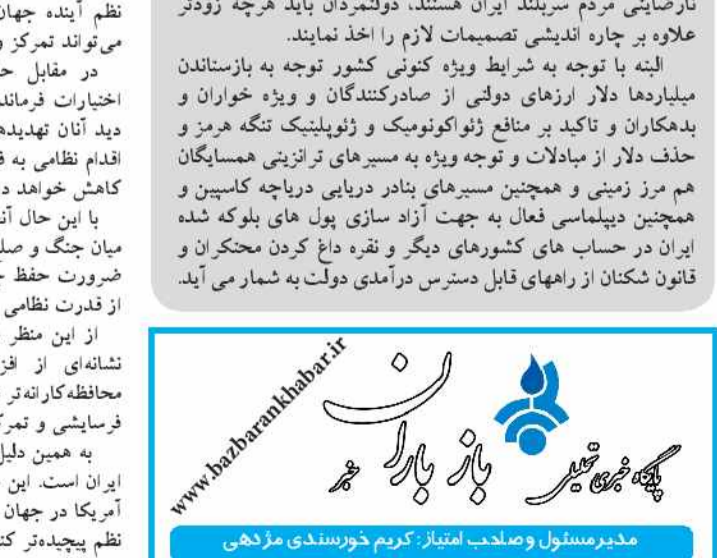 نارضایتی مردم سربلند ایران هستند، دولتمردان باید هرچه زودتر
علاوه بر چاره اندیشی تصمیمات لازم را اخذ نمایند.
البته با توجه به شرایط ویژه کنونی کشور توجه به بازستاندن
میلیاردها دلار ارزهای دولتی از صادرکنندگان و ویژه خواران و
بدهکاران و تاکید بر منافع ژئواکونومیک و ژئوپلیتیک تنگه هرمز و
حذف دلار از مبادلات و توجه ویژه به مسیرهای ترانزیتی همسایگان
هم مرز زمینی و همچنین مسیرهای بنادر دریایی دریاچه کاسپین و
همچنین دیپلماسی فعال به جهت آزاد سازی پول های بلوکه شده
ایران در حساب های کشورهای دیگر و نقره داغ کردن محتکران و
قانون شکنان از راههای قابل دسترس درآمدی دولت به شمار می آید.
پایگاه خبری تحلیلی
باز باران خبر
www.bazbarankhabar.ir
مدیرمسئول و صاحب امتیاز: کریم خورسندی مژدهی
نظم آینده جهان
می‌تواند تمرکز و
در مقابل
اختیارات
دید آنان
اقدام نظامی به
کاهش خواهد
با این حال
میان جنگ و
ضرورت حفظ
از قدرت نظامی
از این منظر
نشانه‌ای از
محافظه‌کارانه‌تر
فرسایشی و
به همین دلیل
ایران است. این
آمریکا در جهان
نظم پیچیده‌تر